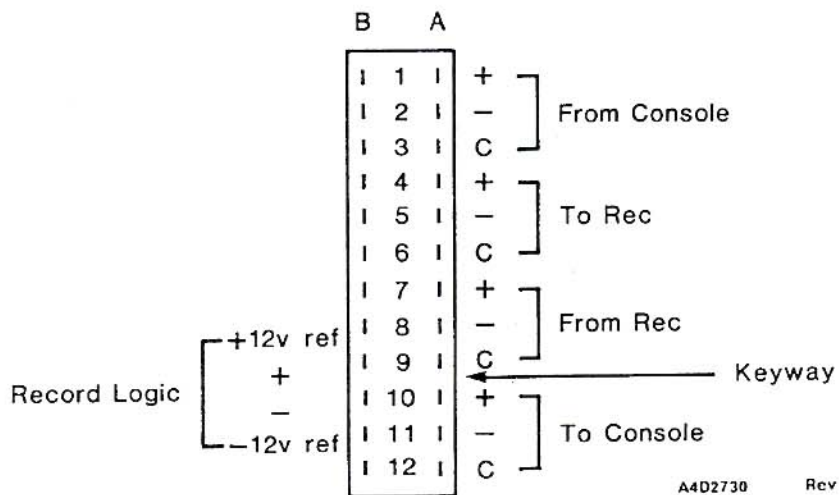 B A
1 +
2 −
3 C
From Console
4 +
5 −
6 C
To Rec
7 +
8 −
9 C
From Rec
Keyway
10 +
11 −
12 C
To Console
Record Logic
+12v ref
+
−
−12v ref
A4D2730 Rev